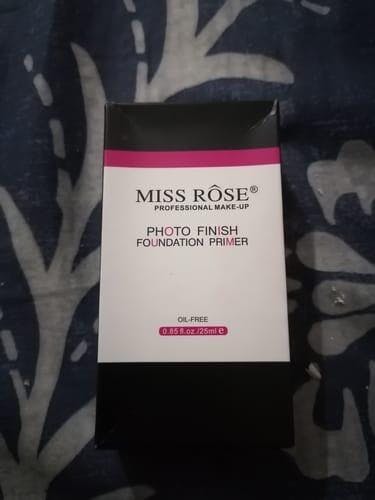 MISS RÔSE®
PROFESSIONAL MAKE-UP
PHOTO FINISH
FOUNDATION PRIMER
OIL-FREE
0.85 fl.oz./25ml ℮